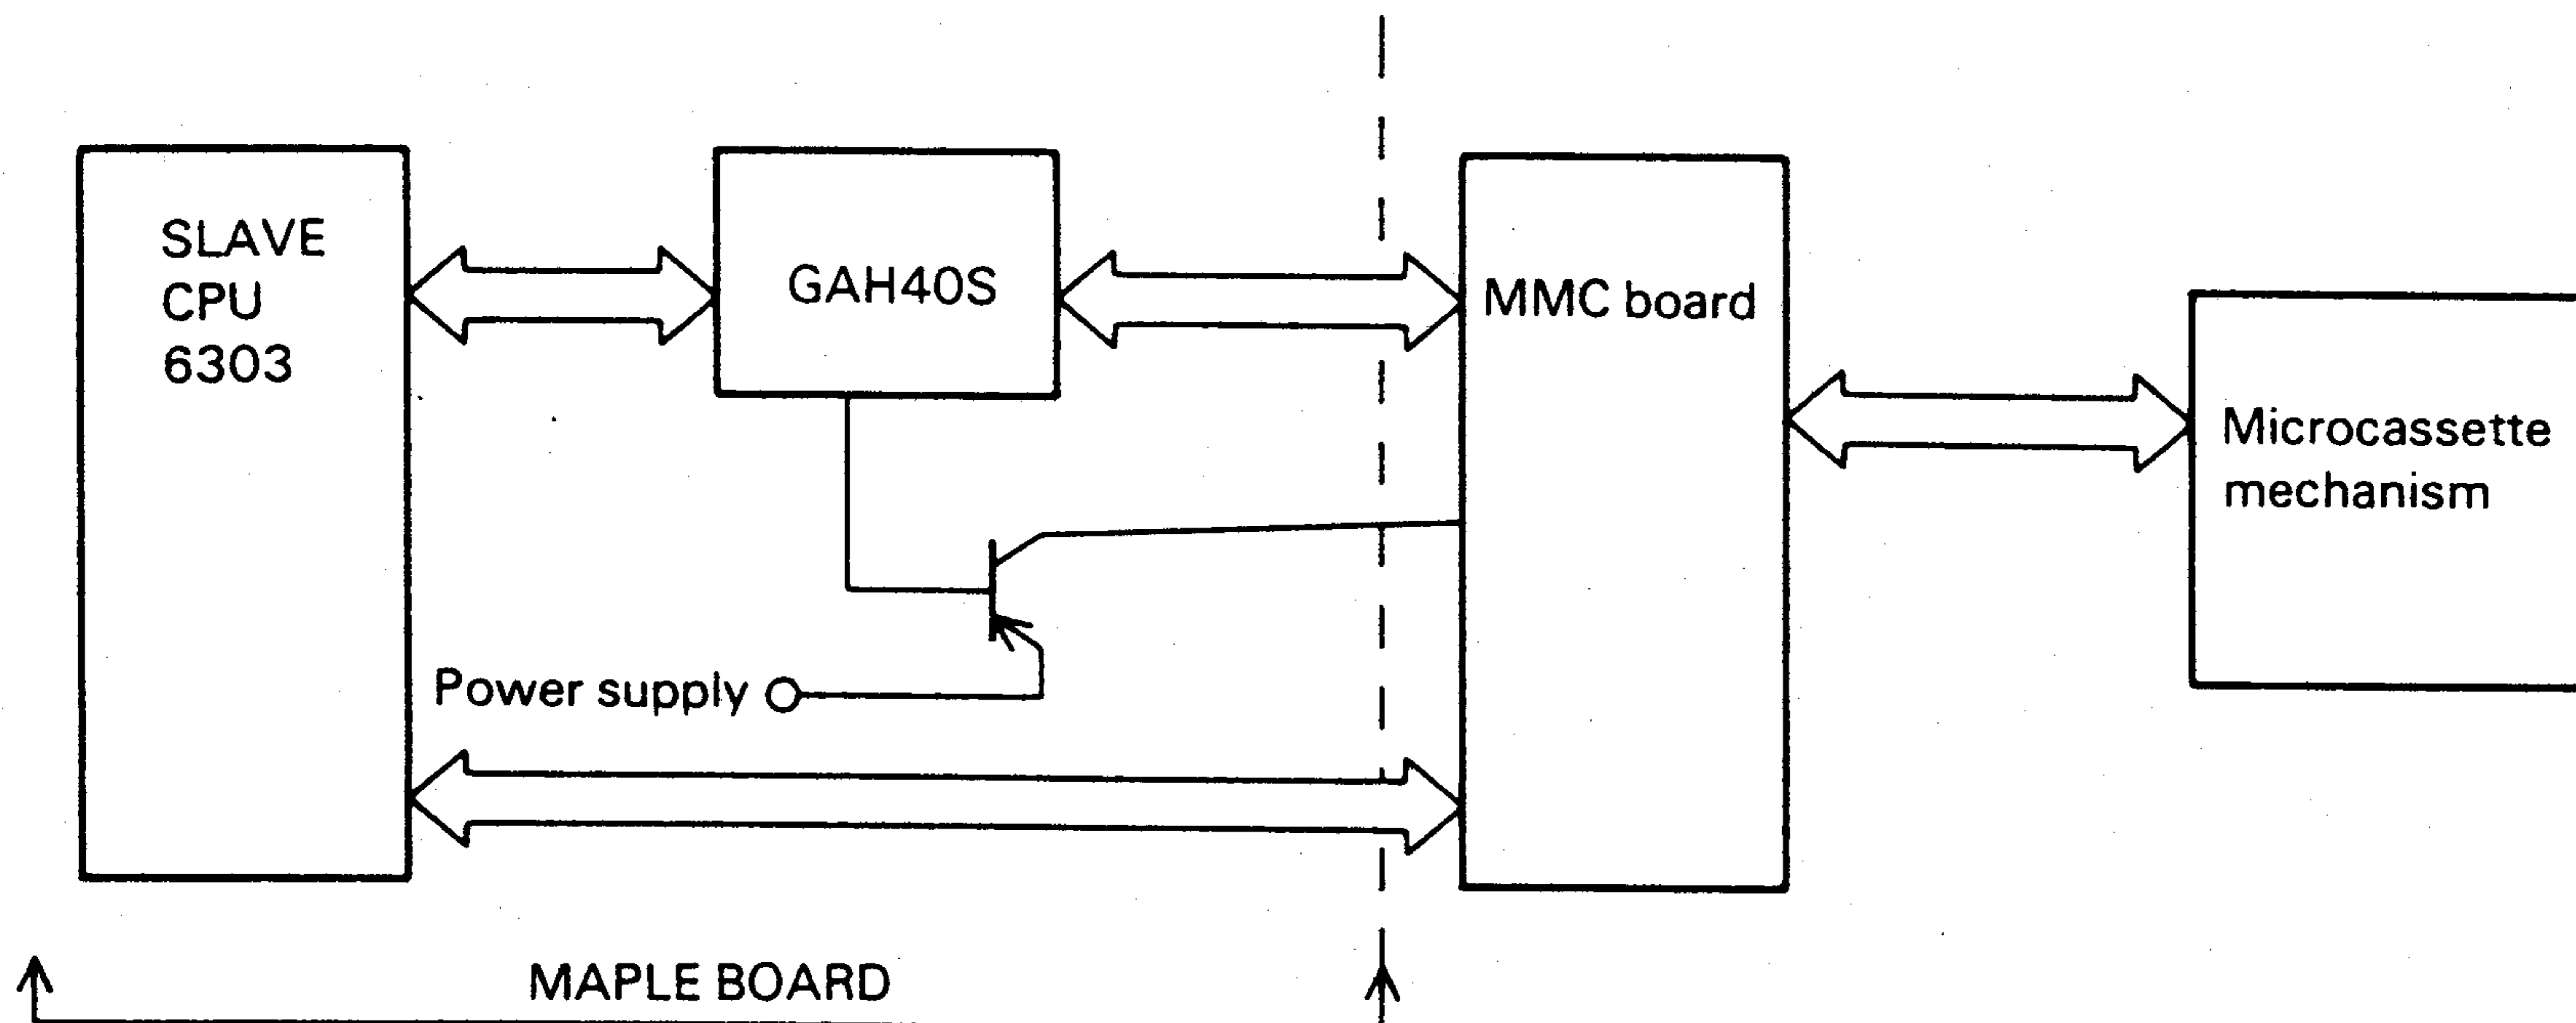 SLAVE
CPU
6303
GAH40S
MMC board
Microcassette
mechanism
Power supply
MAPLE BOARD